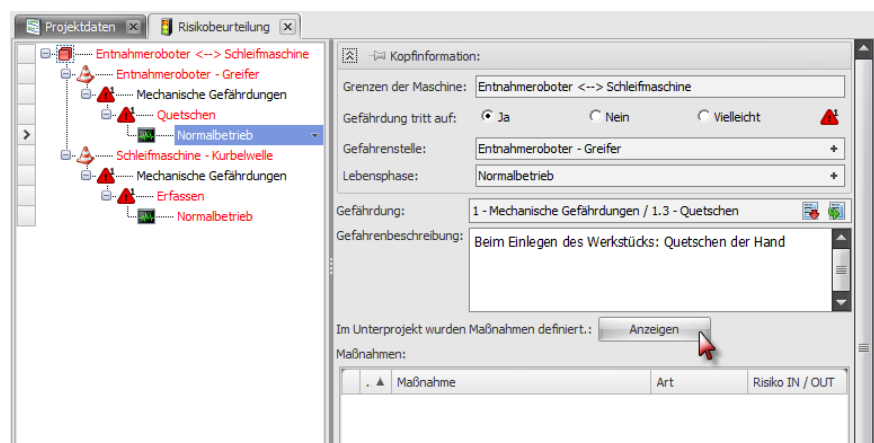 Projektdaten
Risikobeurteilung
Entnahmeroboter <--> Schleifmaschine
Entnahmeroboter - Greifer
Mechanische Gefährdungen
Quetschen
Normalbetrieb
Schleifmaschine - Kurbelwelle
Mechanische Gefährdungen
Erfassen
Normalbetrieb
Kopfinformation:
Grenzen der Maschine: Entnahmeroboter <--> Schleifmaschine
Gefährdung tritt auf: Ja Nein Vielleicht
Gefahrenstelle: Entnahmeroboter - Greifer +
Lebensphase: Normalbetrieb +
Gefährdung: 1 - Mechanische Gefährdungen / 1.3 - Quetschen
Gefahrenbeschreibung: Beim Einlegen des Werkstücks: Quetschen der Hand
Im Unterprojekt wurden Maßnahmen definiert.: Anzeigen
Maßnahmen:
. ▲ Maßnahme Art Risiko IN / OUT